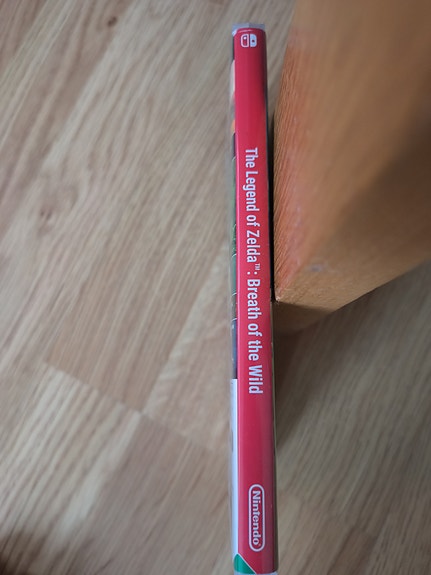 The Legend of Zelda™: Breath of the Wild
Nintendo